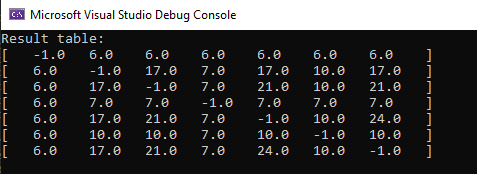 Microsoft Visual Studio Debug Console
Result table:
[ -1.0 6.0 6.0 6.0 6.0 6.0 6.0 ]
[ 6.0 -1.0 17.0 7.0 17.0 10.0 17.0 ]
[ 6.0 17.0 -1.0 7.0 21.0 10.0 21.0 ]
[ 6.0 7.0 7.0 -1.0 7.0 7.0 7.0 ]
[ 6.0 17.0 21.0 7.0 -1.0 10.0 24.0 ]
[ 6.0 10.0 10.0 7.0 10.0 -1.0 10.0 ]
[ 6.0 17.0 21.0 7.0 24.0 10.0 -1.0 ]